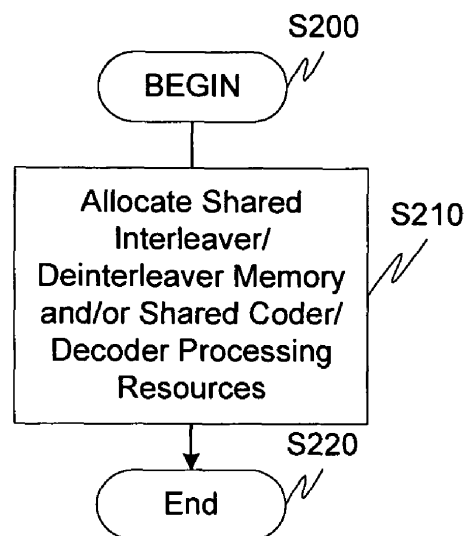 S200
BEGIN
Allocate Shared
Interleaver/
Deinterleaver Memory
and/or Shared Coder/
Decoder Processing
Resources
S210
S220
End